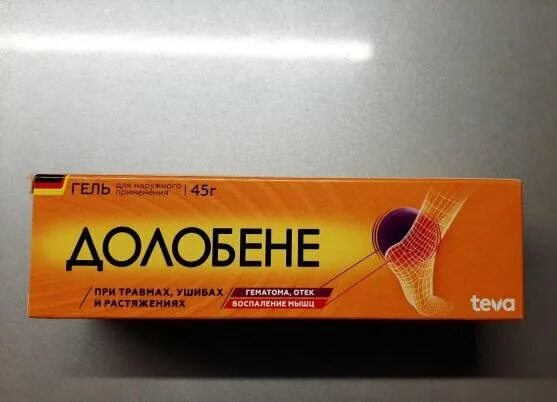 ГЕЛЬ для наружного применения | 45г
ДОЛОБЕНЕ
ПРИ ТРАВМАХ, УШИБАХ
И РАСТЯЖЕНИЯХ
ГЕМАТОМА, ОТЕК
ВОСПАЛЕНИЕ МЫШЦ
teva